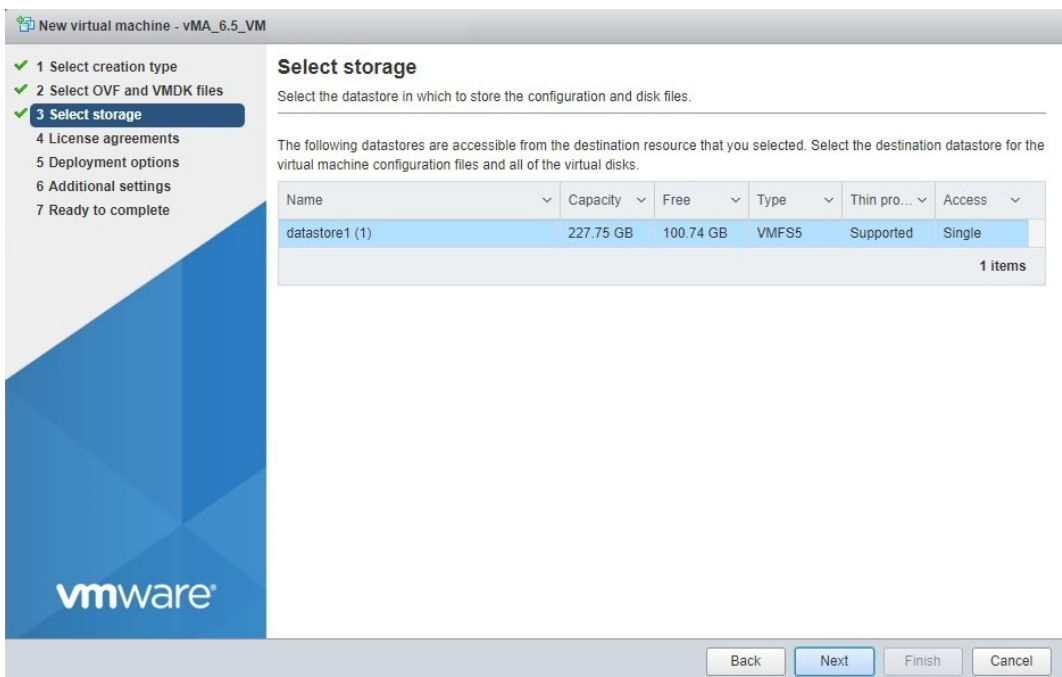 New virtual machine - vMA_6.5_VM
1 Select creation type
2 Select OVF and VMDK files
3 Select storage
4 License agreements
5 Deployment options
6 Additional settings
7 Ready to complete
Select storage
Select the datastore in which to store the configuration and disk files.
The following datastores are accessible from the destination resource that you selected. Select the destination datastore for the
virtual machine configuration files and all of the virtual disks.
Name Capacity Free Type Thin pro... Access
datastore1 (1) 227.75 GB 100.74 GB VMFS5 Supported Single
1 items
vmware®
Back Next Finish Cancel